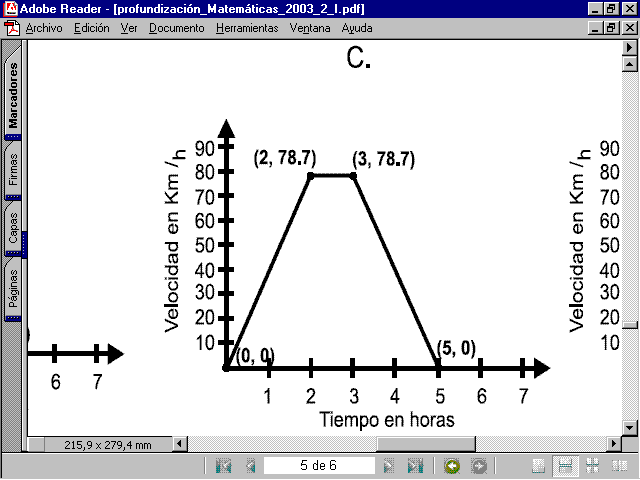 Adobe Reader - [profundización_Matemáticas_2003_2_I.pdf]
Archivo Edición Ver Documento Herramientas Ventana Ayuda
Marcadores
Firmas
Capas
Páginas
C.
Velocidad en Km / h
90
80
70
60
50
40
30
20
10
(2, 78.7) (3, 78.7)
(0, 0)
(5, 0)
1 2 3 4 5 6 7
Tiempo en horas
6 7
Velocidad en Km / h
90
80
70
60
50
40
30
20
10
215,9 x 279,4 mm
5 de 6